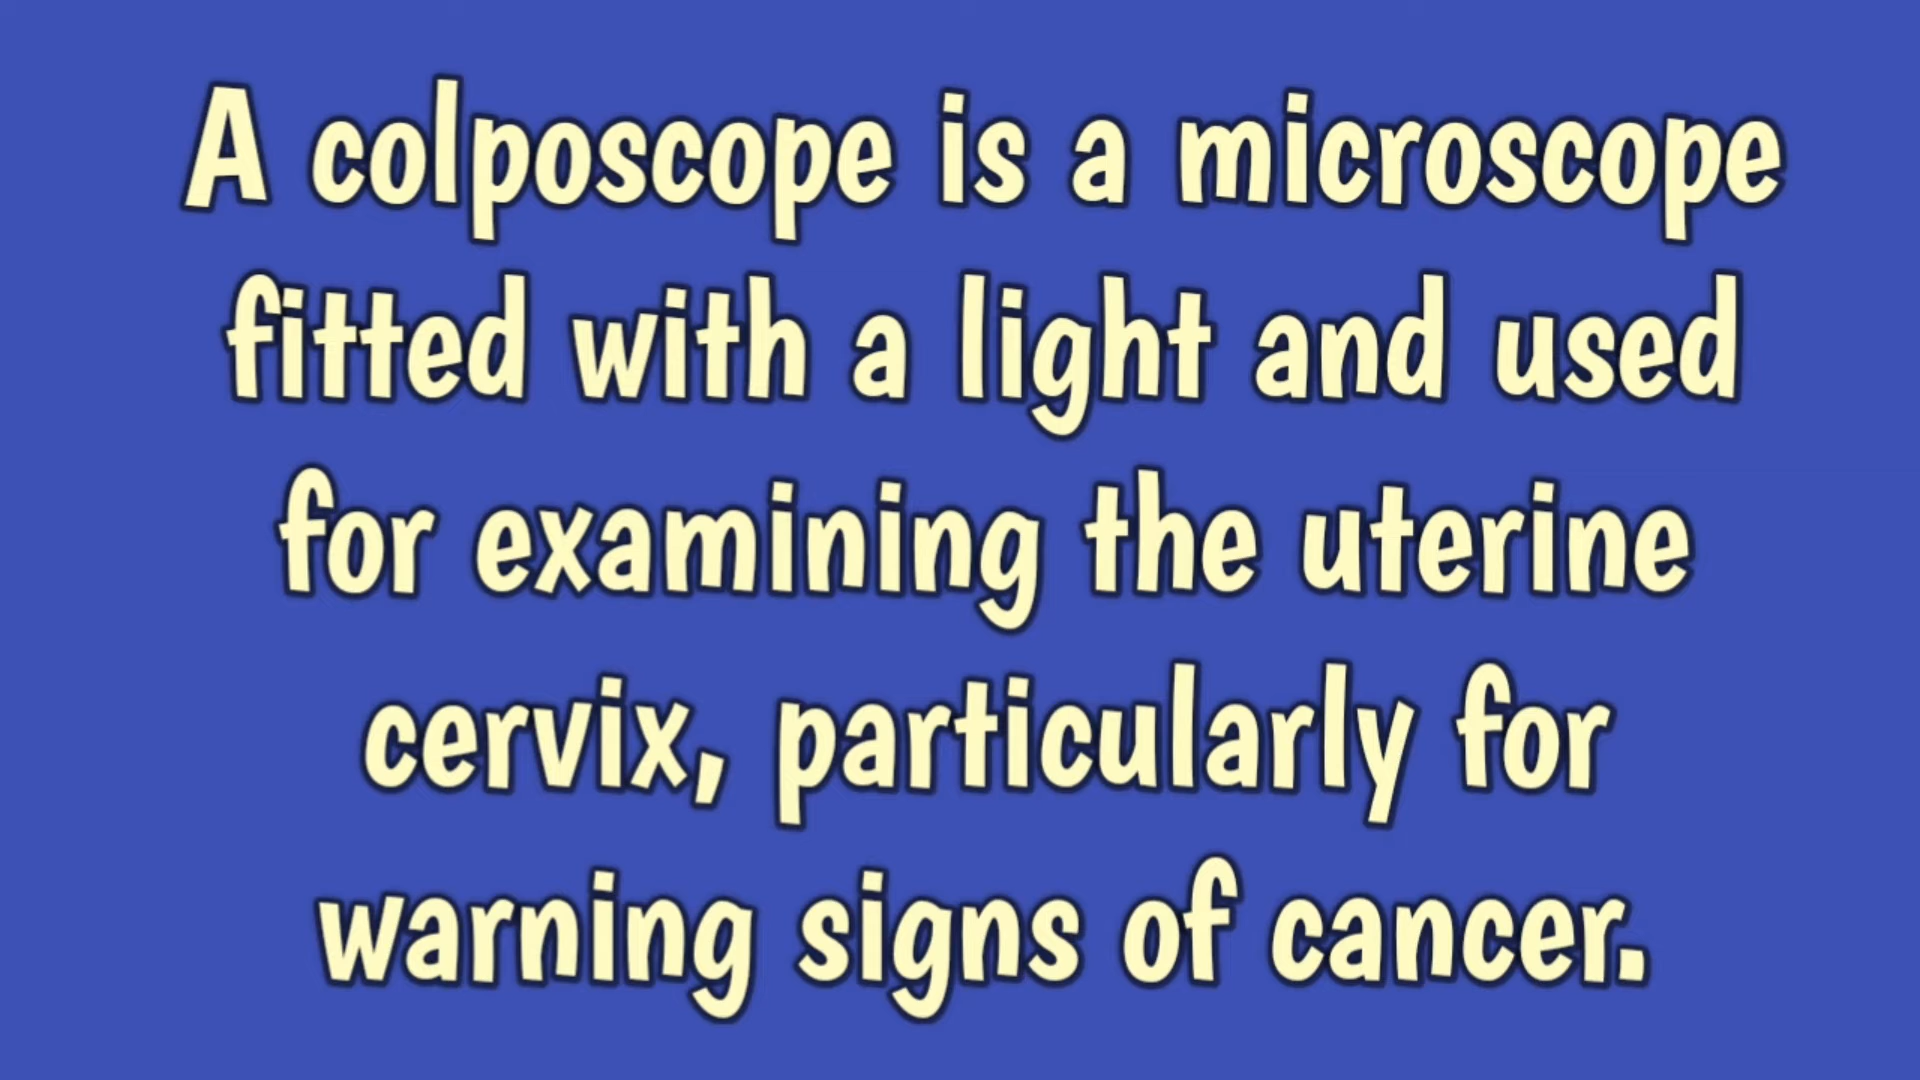 A colposcope is a microscope
fitted with a light and used
for examining the uterine
cervix, particularly for
warning signs of cancer.